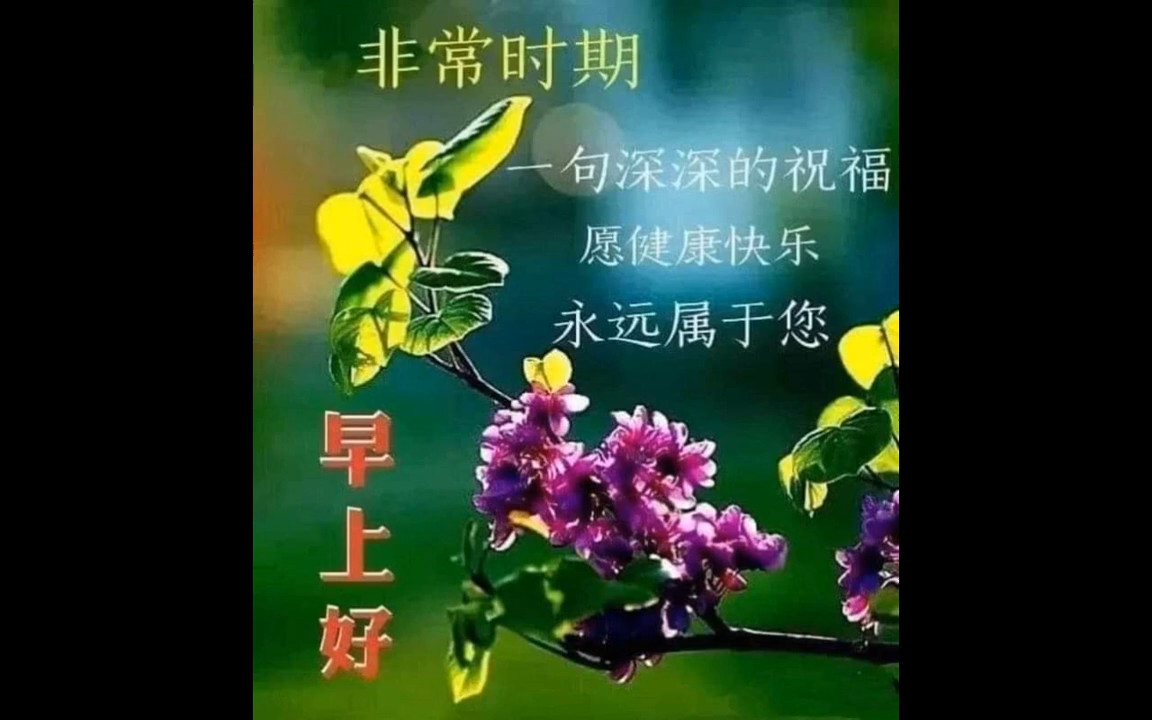 非常时期
一句深深的祝福
愿健康快乐
永远属于您
早上好